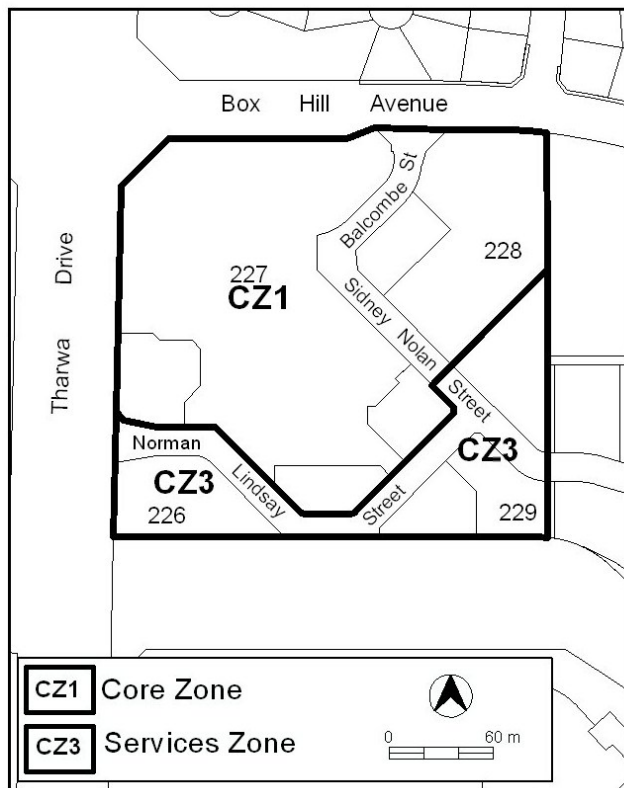 Box Hill Avenue
Balcombe St
Tharwa Drive
227
CZ1
228
Sidney Nolan Street
Norman Lindsay Street
CZ3
226
CZ3
229
CZ1 Core Zone
CZ3 Services Zone
0 60 m